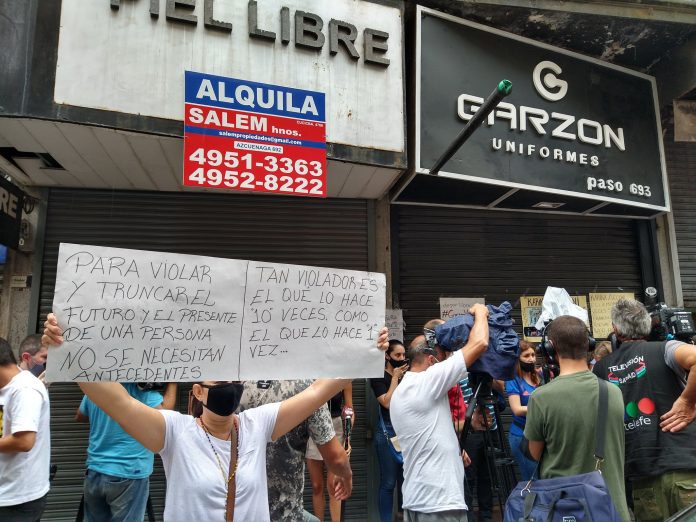 PIEL LIBRE
ALQUILA
SALEM hnos.
salempropiedades@gmail.com
AZCUENAGA 692
4951-3363
4952-8222
G
GARZON
UNIFORMES
paso 693
PARA VIOLAR
Y TRUNCAR EL
FUTURO Y EL PRESENTE
DE UNA PERSONA
NO SE NECESITAN
ANTECEDENTES
TAN VIOLADOR ES
EL QUE LO HACE
10 VECES, COMO
EL QUE LO HACE 1
VEZ...
TELEVISIÓN
telefe